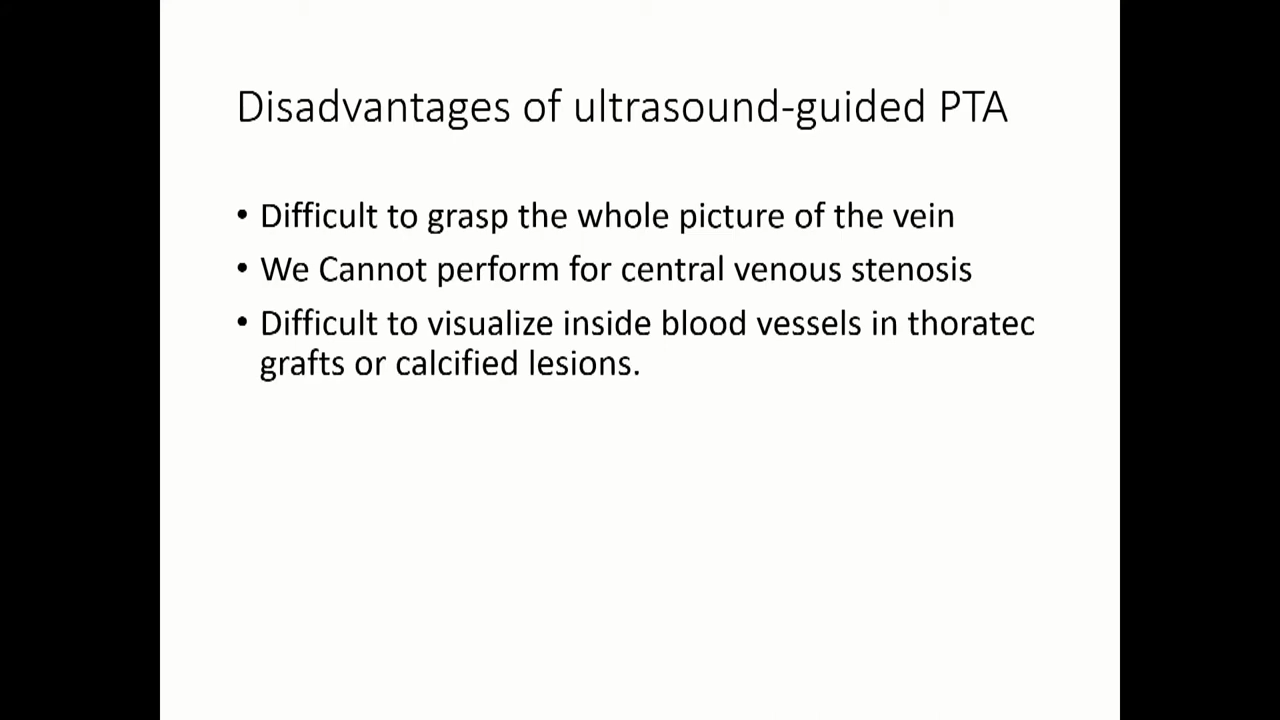 Disadvantages of ultrasound-guided PTA
• Difficult to grasp the whole picture of the vein
• We Cannot perform for central venous stenosis
• Difficult to visualize inside blood vessels in thoratec
grafts or calcified lesions.